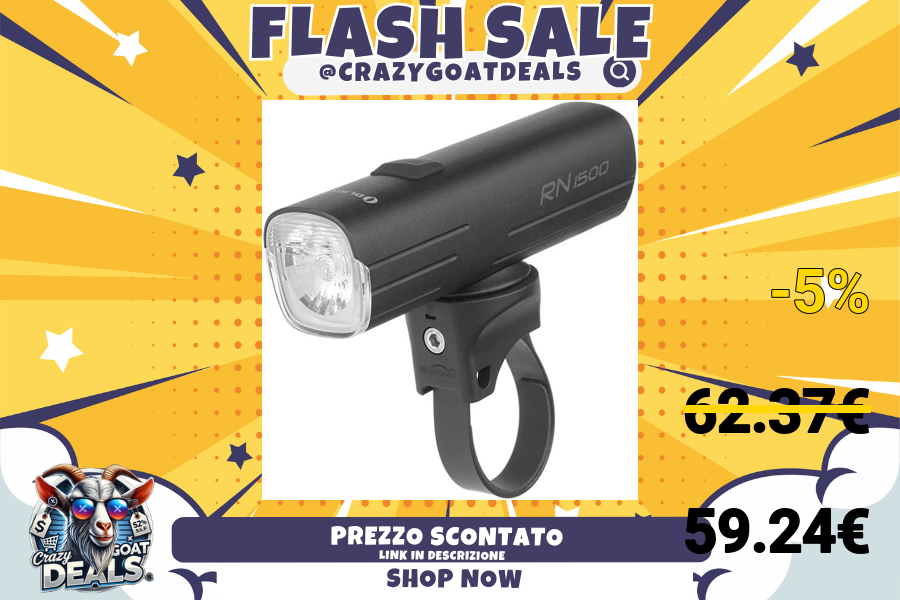 FLASH SALE
@CRAZYGOATDEALS
RN 1500
-5%
62.37€
59.24€
PREZZO SCONTATO
LINK IN DESCRIZIONE
SHOP NOW
$
52%
Crazy
GOAT
DEALS